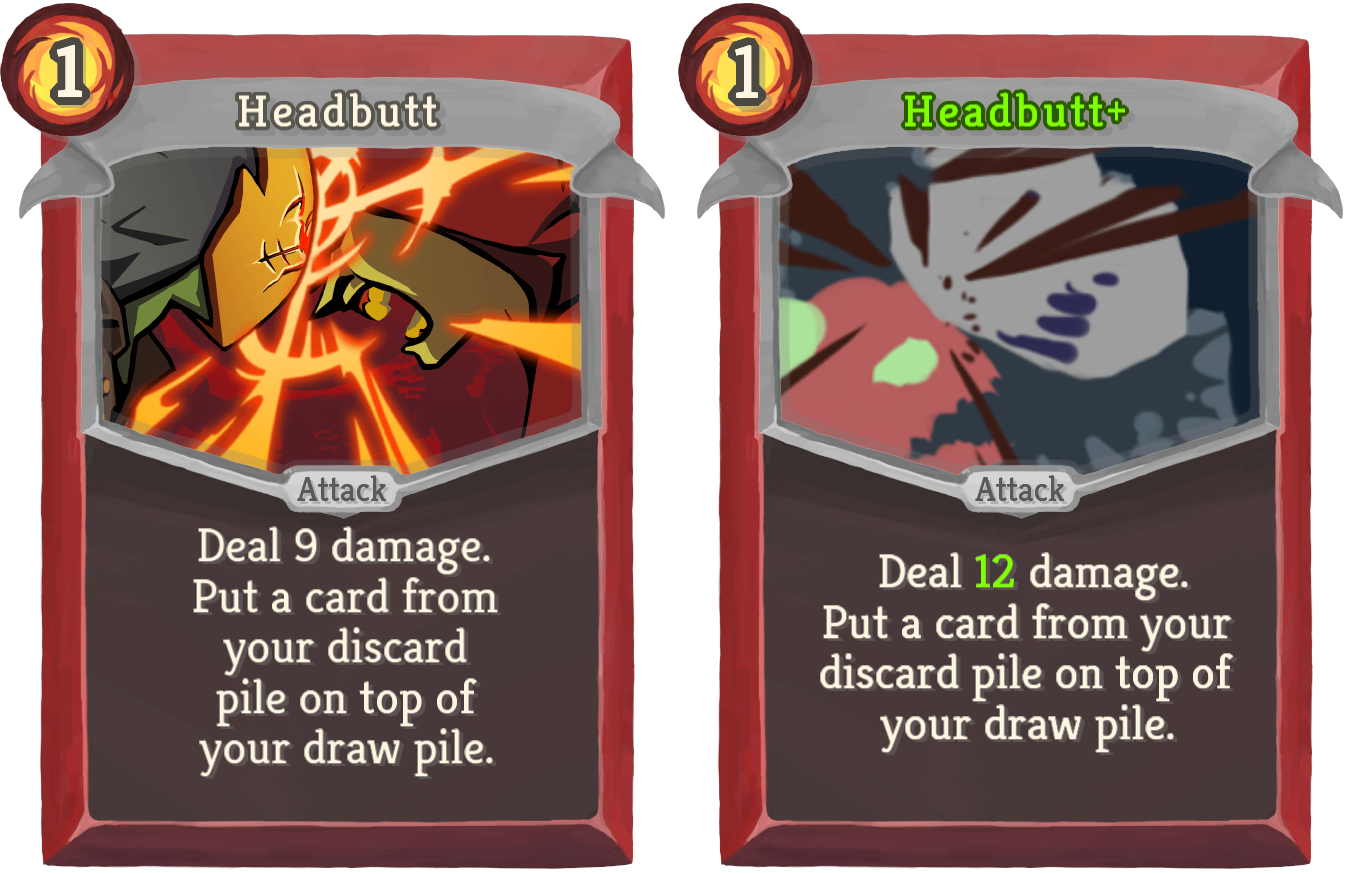 1
Headbutt
Attack
Deal 9 damage.
Put a card from
your discard
pile on top of
your draw pile.
1
Headbutt+
Attack
Deal 12 damage.
Put a card from your
discard pile on top of
your draw pile.